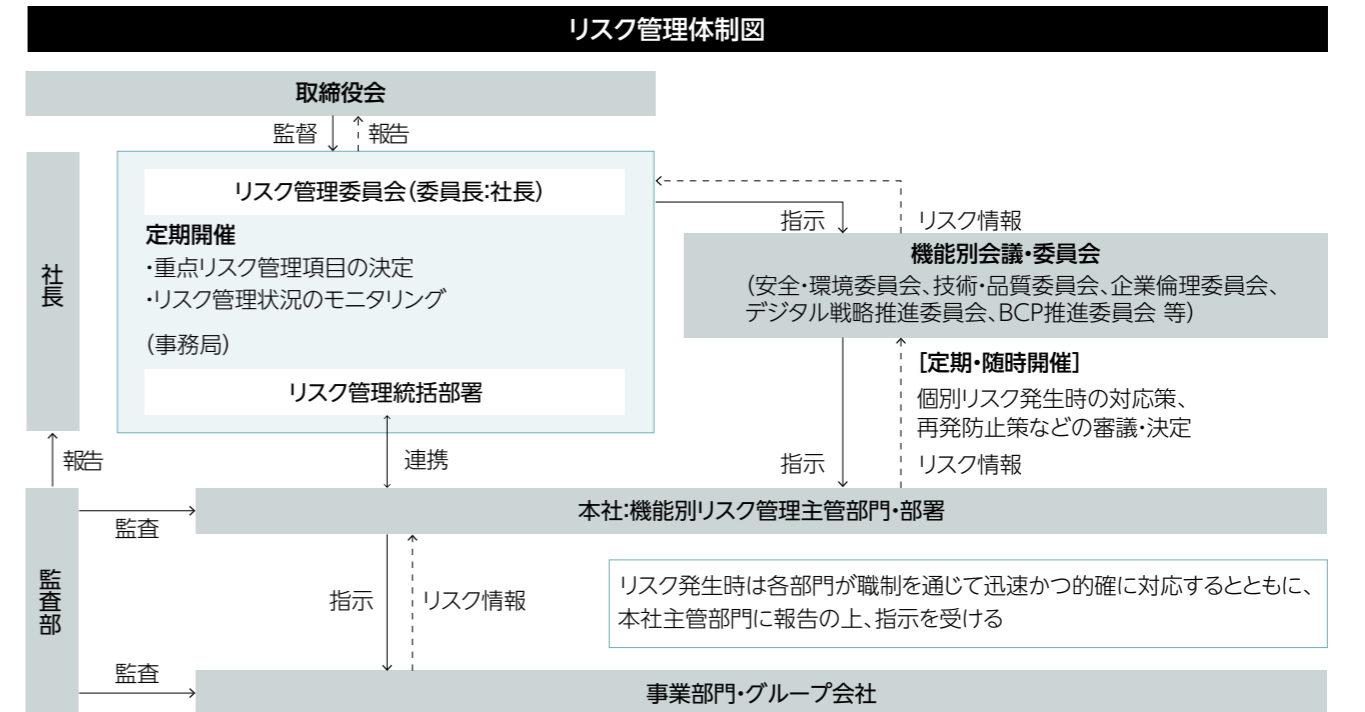 リスク管理体制図
取締役会
監督
報告
社長
リスク管理委員会(委員長:社長)
定期開催
・重点リスク管理項目の決定
・リスク管理状況のモニタリング
(事務局)
リスク管理統括部署
指示
リスク情報
機能別会議・委員会
(安全・環境委員会、技術・品質委員会、企業倫理委員会、
デジタル戦略推進委員会、BCP推進委員会 等)
[定期・随時開催]
個別リスク発生時の対応策、
再発防止策などの審議・決定
報告
連携
指示
リスク情報
本社:機能別リスク管理主管部門・部署
監査
監査部
指示
リスク情報
リスク発生時は各部門が職制を通じて迅速かつ的確に対応するとともに、
本社主管部門に報告の上、指示を受ける
監査
事業部門・グループ会社